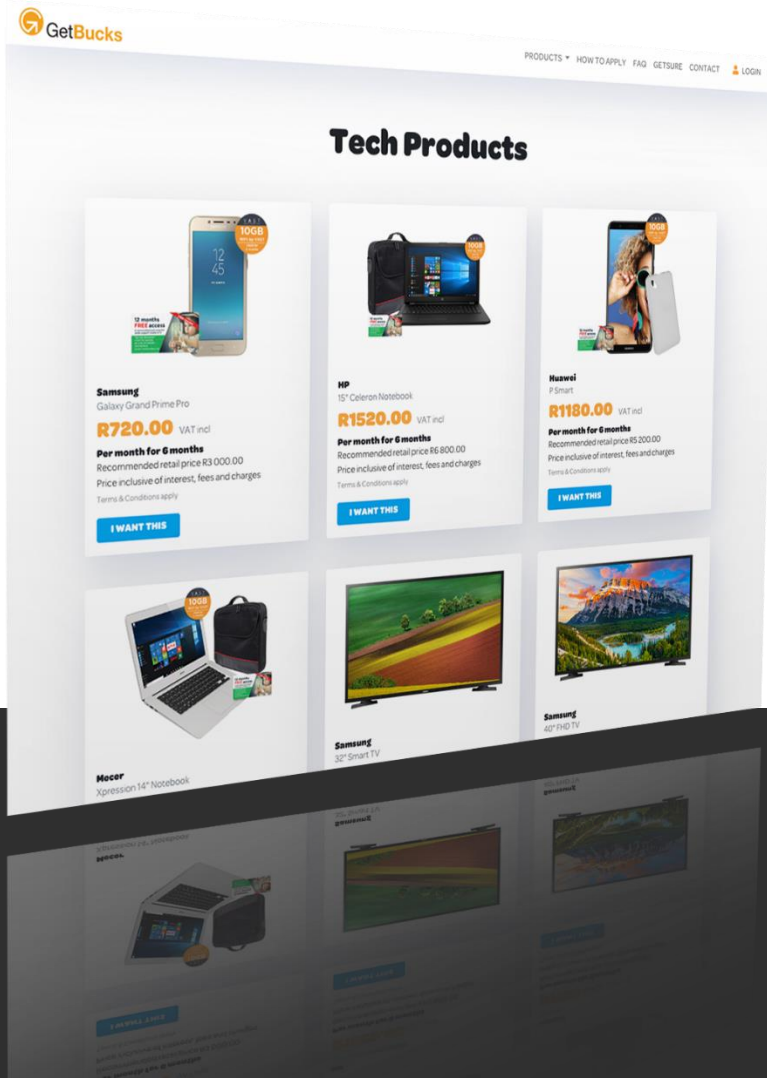 GetBucks
PRODUCTS HOW TO APPLY FAQ GETSURE CONTACT LOGIN
Tech Products
10GB
12 45
12 months
FREE access
Samsung
Galaxy Grand Prime Pro
R720.00 VAT incl
Per month for 6 months
Recommended retail price R3 000.00
Price inclusive of interest, fees and charges
Terms & Conditions apply
I WANT THIS
10GB
HP
15" Celeron Notebook
R1520.00 VAT incl
Per month for 6 months
Recommended retail price R6 800.00
Price inclusive of interest, fees and charges
Terms & Conditions apply
I WANT THIS
10GB
Huawei
P Smart
R1180.00 VAT incl
Per month for 6 months
Recommended retail price R5 200.00
Price inclusive of interest, fees and charges
Terms & Conditions apply
I WANT THIS
10GB
Mecer
Xpression 14" Notebook
Samsung
32" Smart TV
Samsung
40" FHD TV